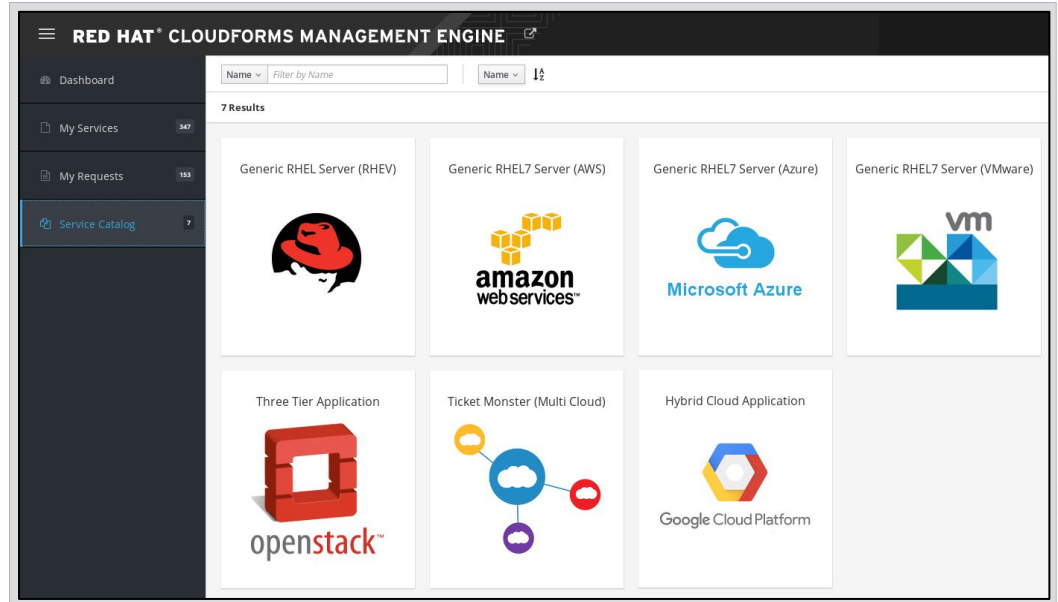 RED HAT® CLOUDFORMS MANAGEMENT ENGINE
Dashboard
My Services 347
My Requests 153
Service Catalog 7
Name Filter by Name Name A Z
7 Results
Generic RHEL Server (RHEV)
Generic RHEL7 Server (AWS)
amazon
web services™
Generic RHEL7 Server (Azure)
Microsoft Azure
Generic RHEL7 Server (VMware)
vm
Three Tier Application
openstack™
Ticket Monster (Multi Cloud)
Hybrid Cloud Application
Google Cloud Platform